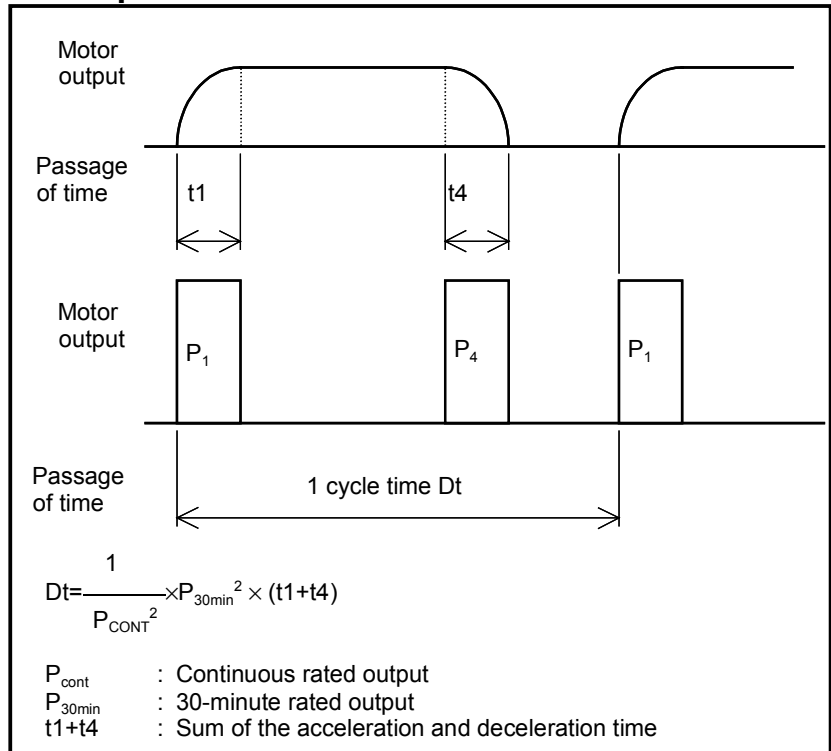 Motor
output
Passage
of time
t1
t4
Motor
output
P₁
P₄
P₁
Passage
of time
1 cycle time Dt
1
Dt=———×P₃₀ₘᵢₙ² × (t1+t4)
P_CONT²
P_cont : Continuous rated output
P₃₀ₘᵢₙ : 30-minute rated output
t1+t4 : Sum of the acceleration and deceleration time